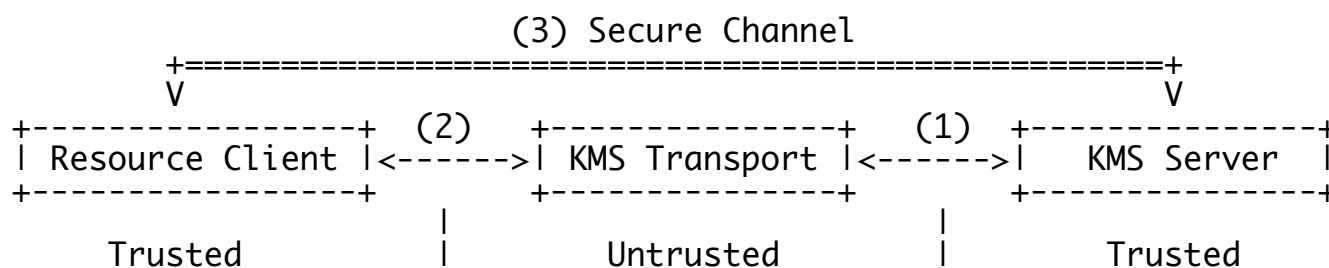 (3) Secure Channel
+===================================================+
V                                                   V
+-----------------+  (2)   +---------------+   (1)  +----------------+
| Resource Client |<------>| KMS Transport |<------>|   KMS Server  |
+-----------------+        +---------------+        +----------------+
|                         |
Trusted          |        Untrusted        |       Trusted